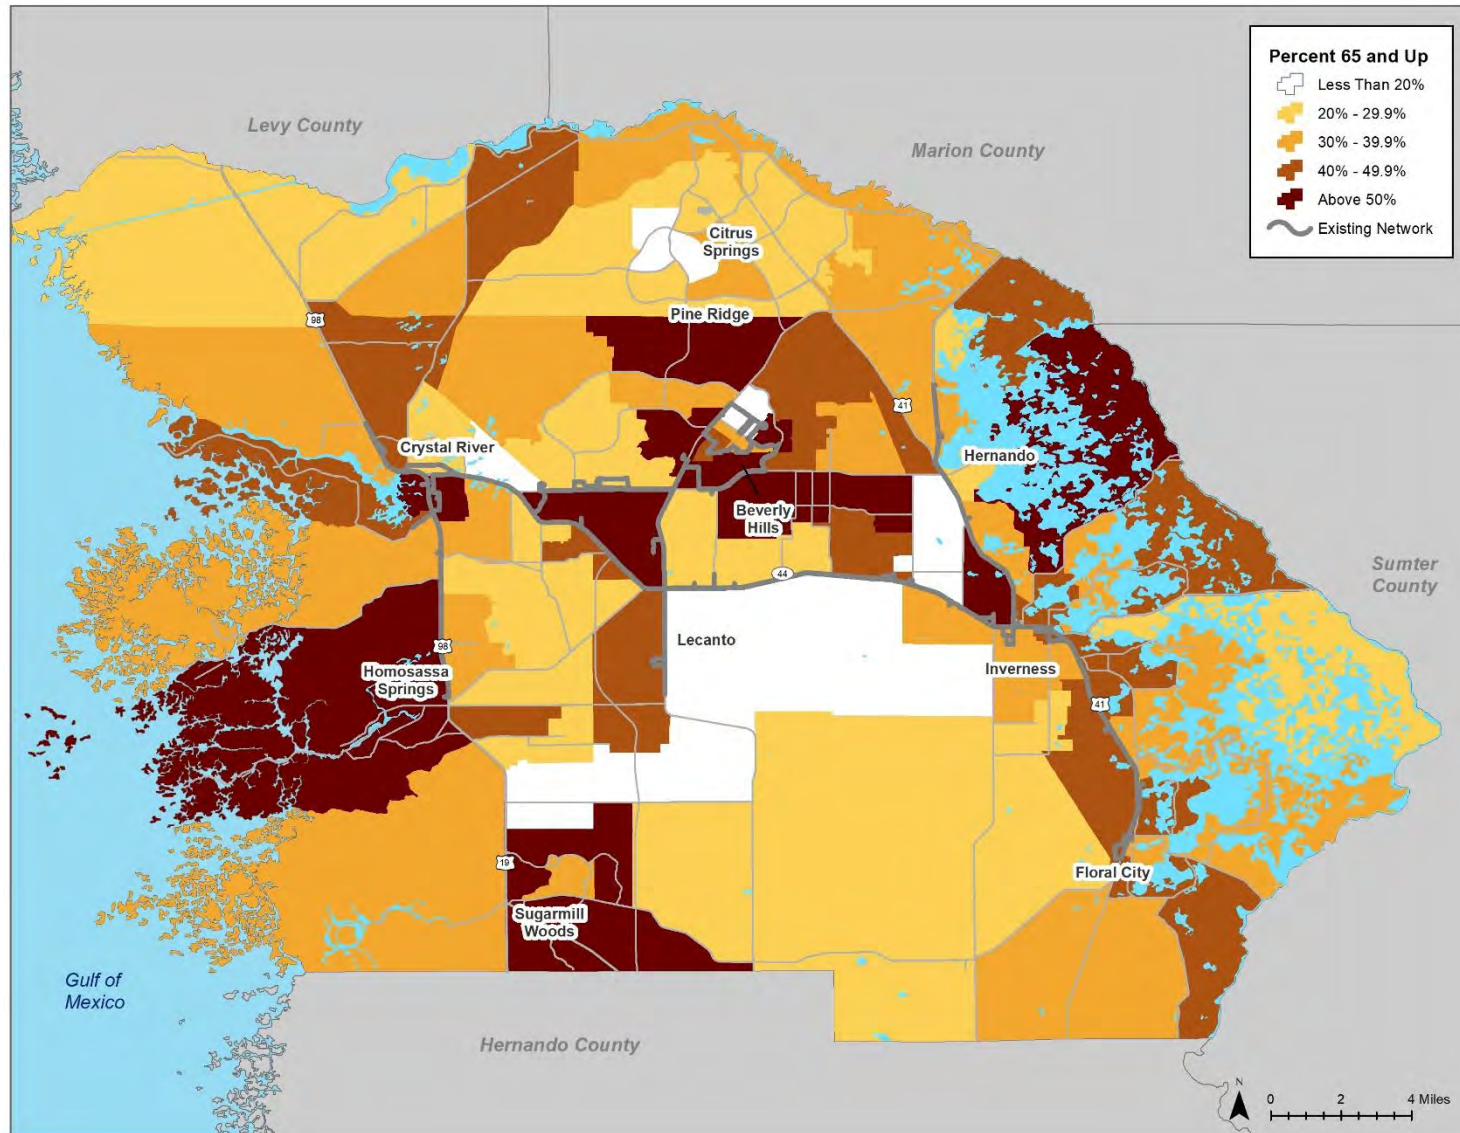 Percent 65 and Up
Less Than 20%
20% - 29.9%
30% - 39.9%
40% - 49.9%
Above 50%
Existing Network
Levy County
Marion County
Citrus
Springs
Pine Ridge
98
41
Crystal River
Hernando
Beverly
Hills
44
Sumter
County
Lecanto
98
Homosassa
Springs
Inverness
41
19
Floral City
Sugarmill
Woods
Gulf of
Mexico
Hernando County
N
0 2 4 Miles